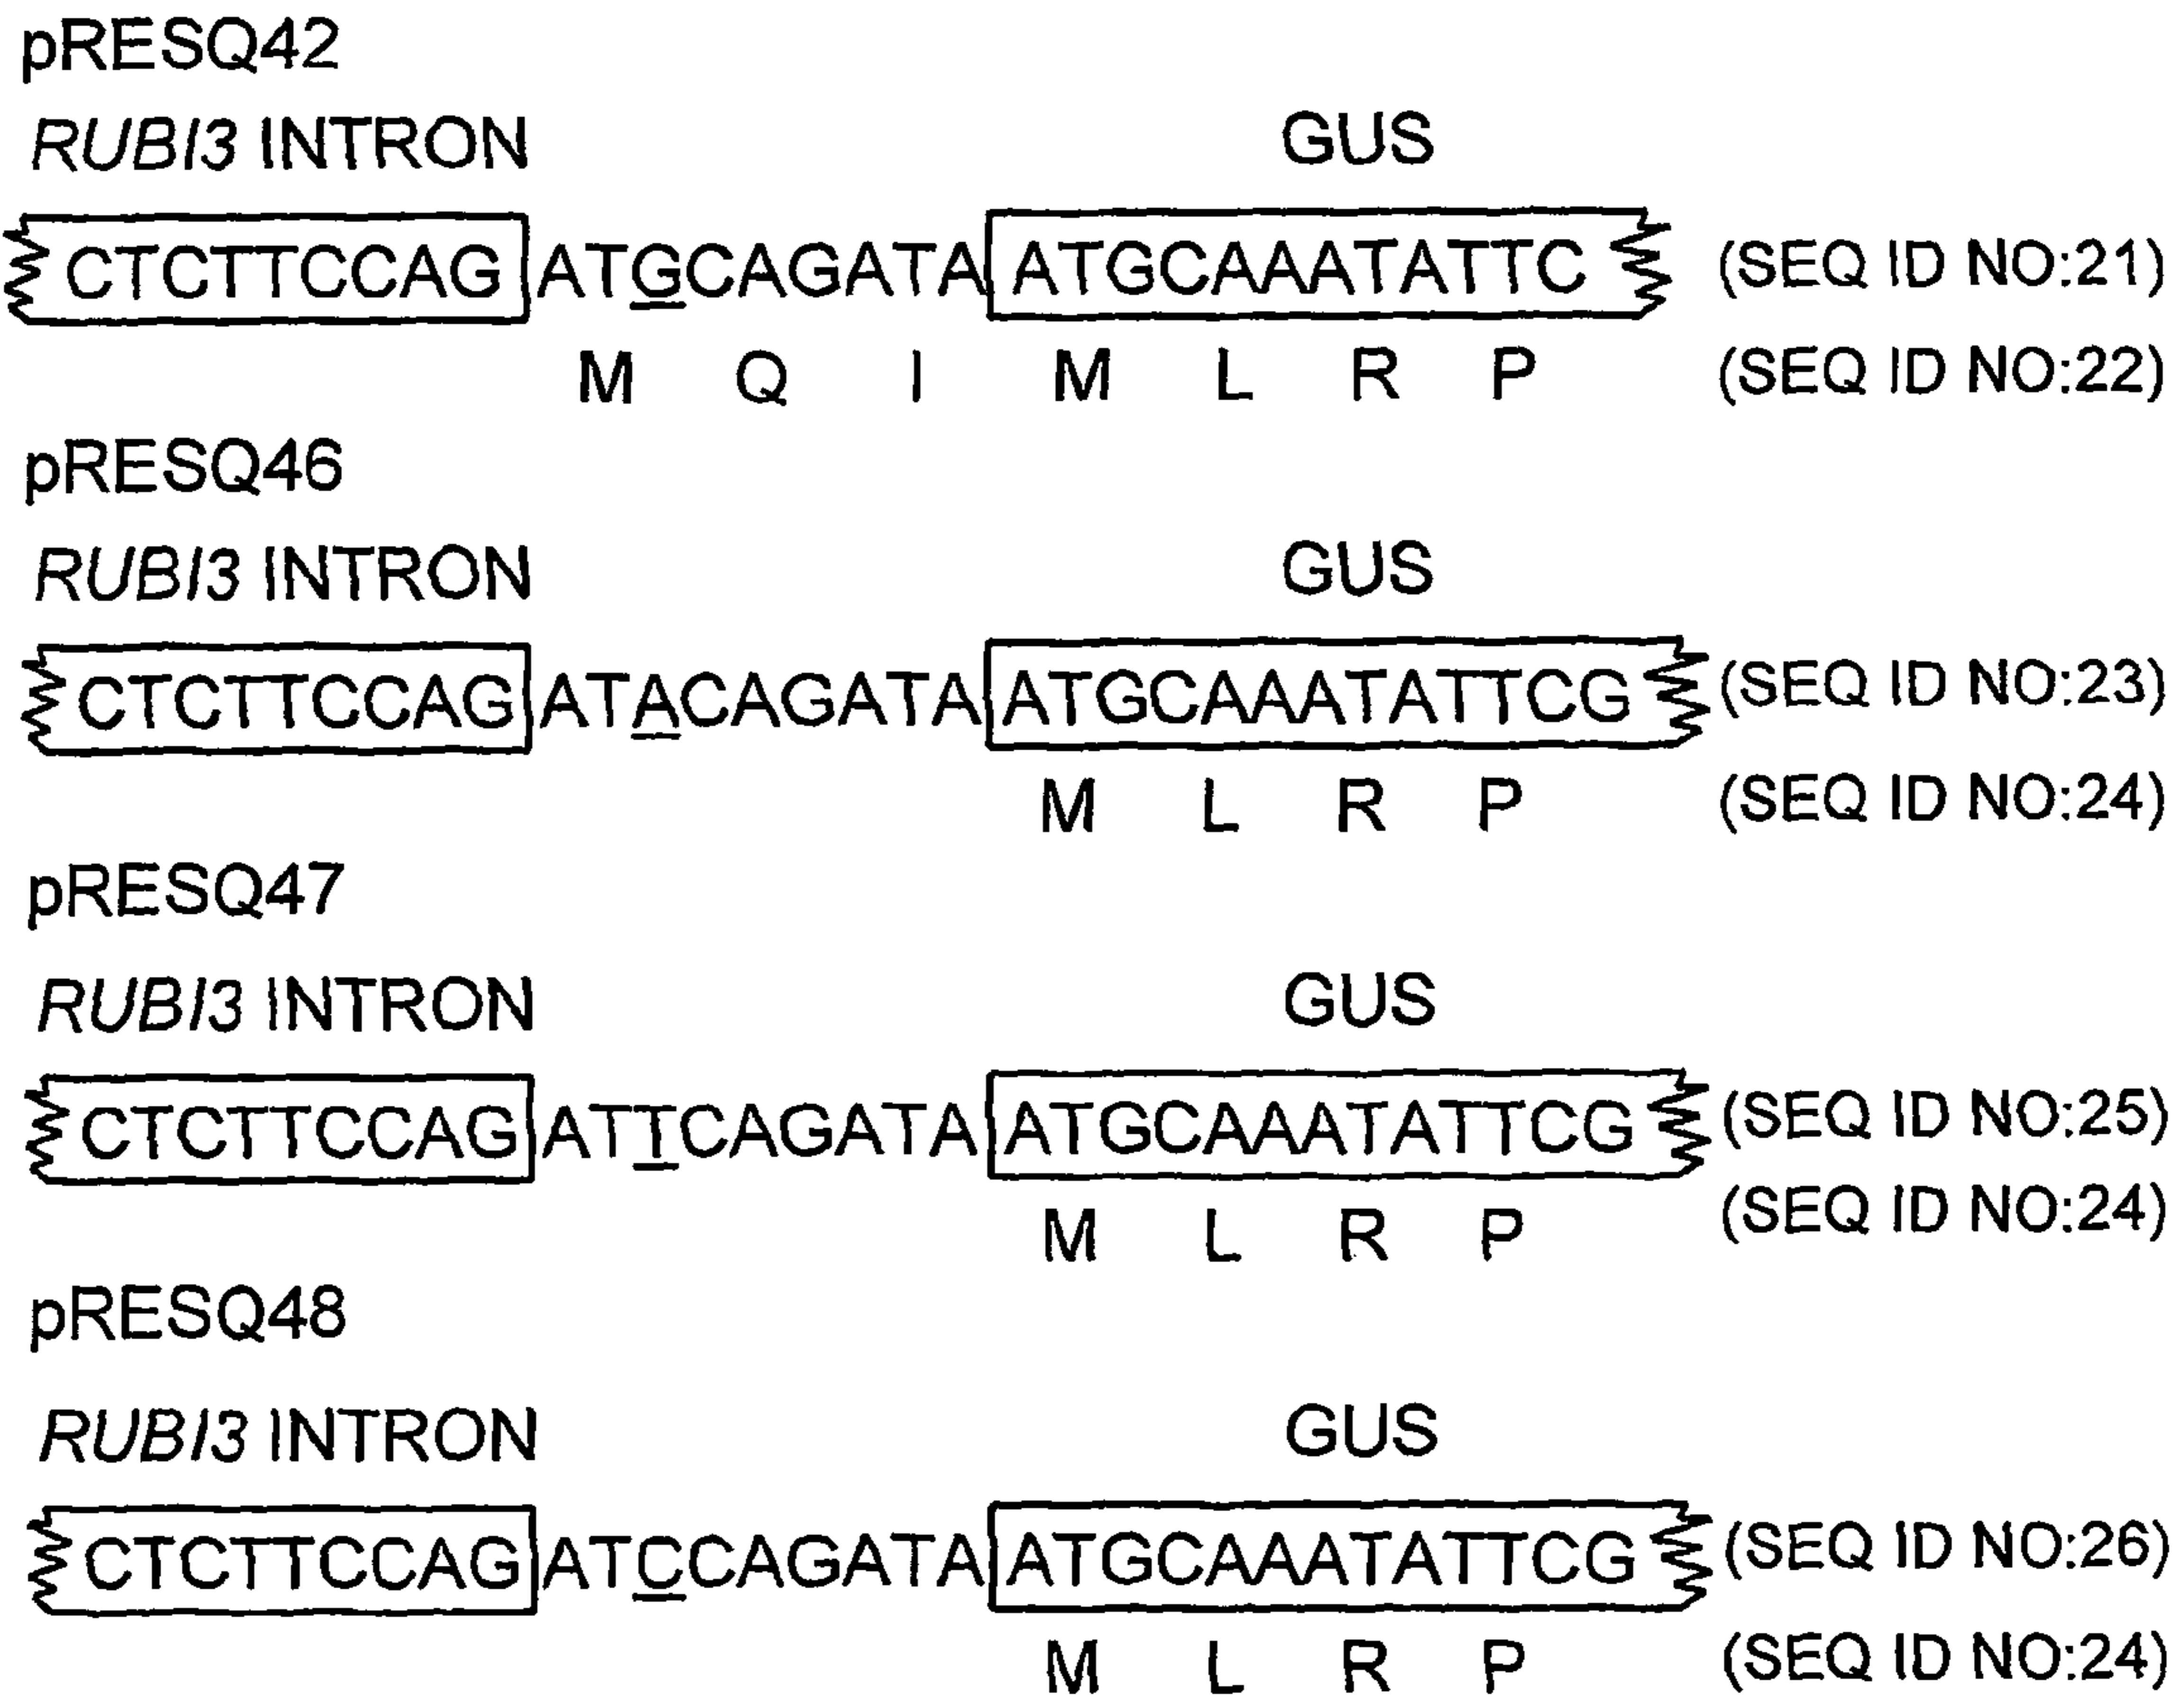 pRESQ42
RUBI3 INTRON GUS
CTCTTCCAG ATGCAGATA ATGCAAATATTC (SEQ ID NO:21)
M Q I M L R P (SEQ ID NO:22)
pRESQ46
RUBI3 INTRON GUS
CTCTTCCAG ATACAGATA ATGCAAATATTCG (SEQ ID NO:23)
M L R P (SEQ ID NO:24)
pRESQ47
RUBI3 INTRON GUS
CTCTTCCAG ATTCAGATA ATGCAAATATTCG (SEQ ID NO:25)
M L R P (SEQ ID NO:24)
pRESQ48
RUBI3 INTRON GUS
CTCTTCCAG ATCCAGATA ATGCAAATATTCG (SEQ ID NO:26)
M L R P (SEQ ID NO:24)